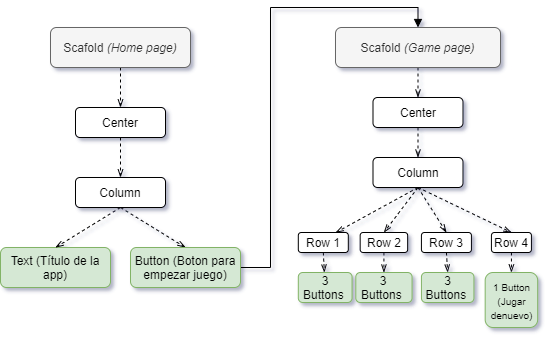 Scafold (Home page)
Center
Column
Text (Título de la
app)
Button (Boton para
empezar juego)
Scafold (Game page)
Center
Column
Row 1
Row 2
Row 3
Row 4
3
Buttons
3
Buttons
3
Buttons
1 Button
(Jugar
denuevo)